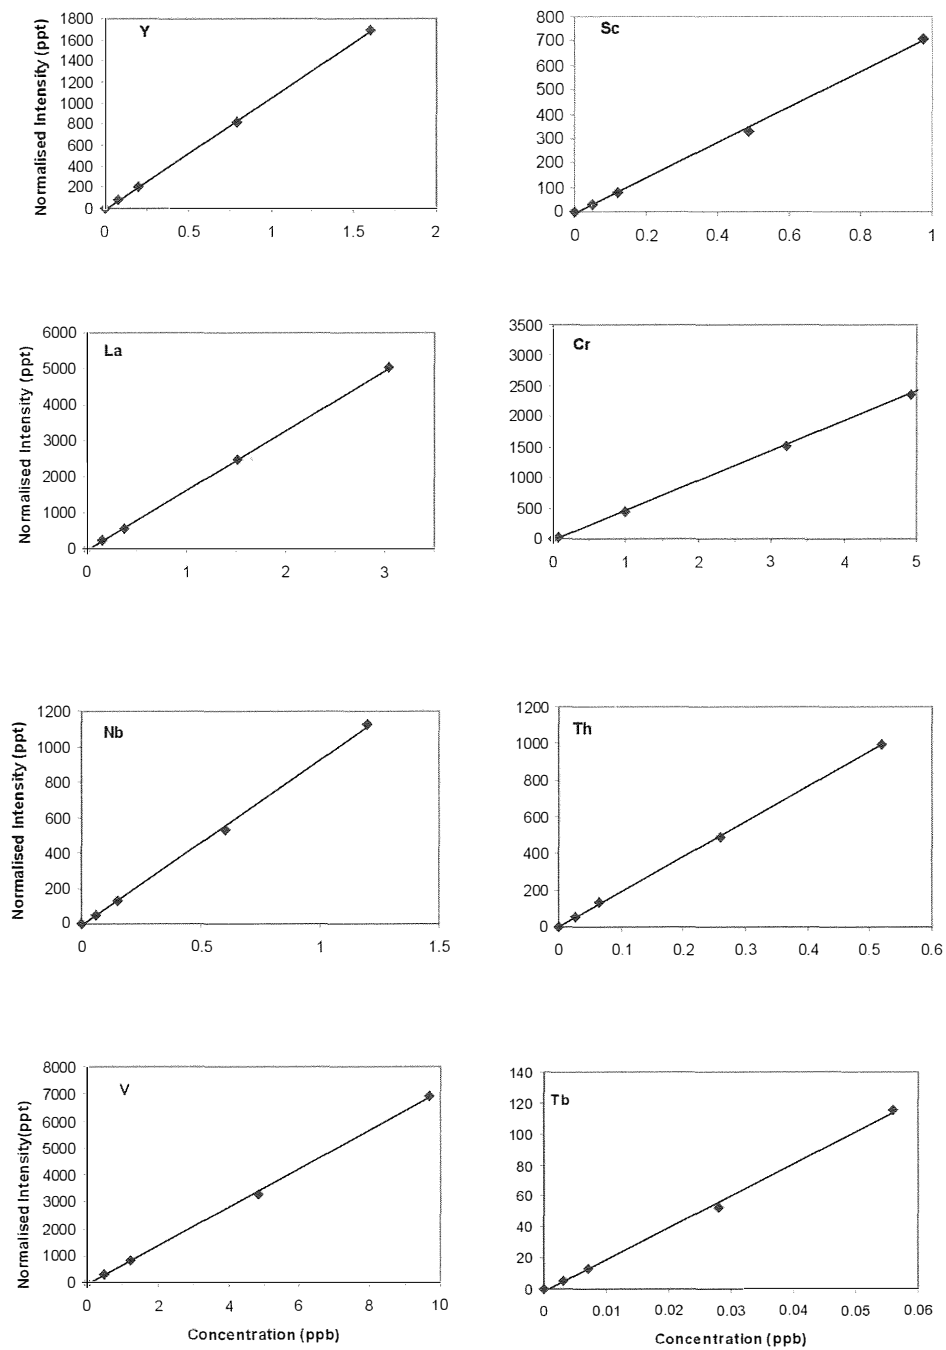 Y
Normalised Intensity (ppt)
1800
1600
1400
1200
1000
800
600
400
200
0
0 0.5 1 1.5 2
Sc
800
700
600
500
400
300
200
100
0
0 0.2 0.4 0.6 0.8 1
La
Normalised Intensity (ppt)
6000
5000
4000
3000
2000
1000
0
0 1 2 3
Cr
3500
3000
2500
2000
1500
1000
500
0
0 1 2 3 4 5
Nb
Normalised Intensity (ppt)
1200
1000
800
600
400
200
0
0 0.5 1 1.5
Th
1200
1000
800
600
400
200
0
0 0.1 0.2 0.3 0.4 0.5 0.6
V
Normalised Intensity(ppt)
8000
7000
6000
5000
4000
3000
2000
1000
0
0 2 4 6 8 10
Concentration (ppb)
Tb
140
120
100
80
60
40
20
0
0 0.01 0.02 0.03 0.04 0.05 0.06
Concentration (ppb)